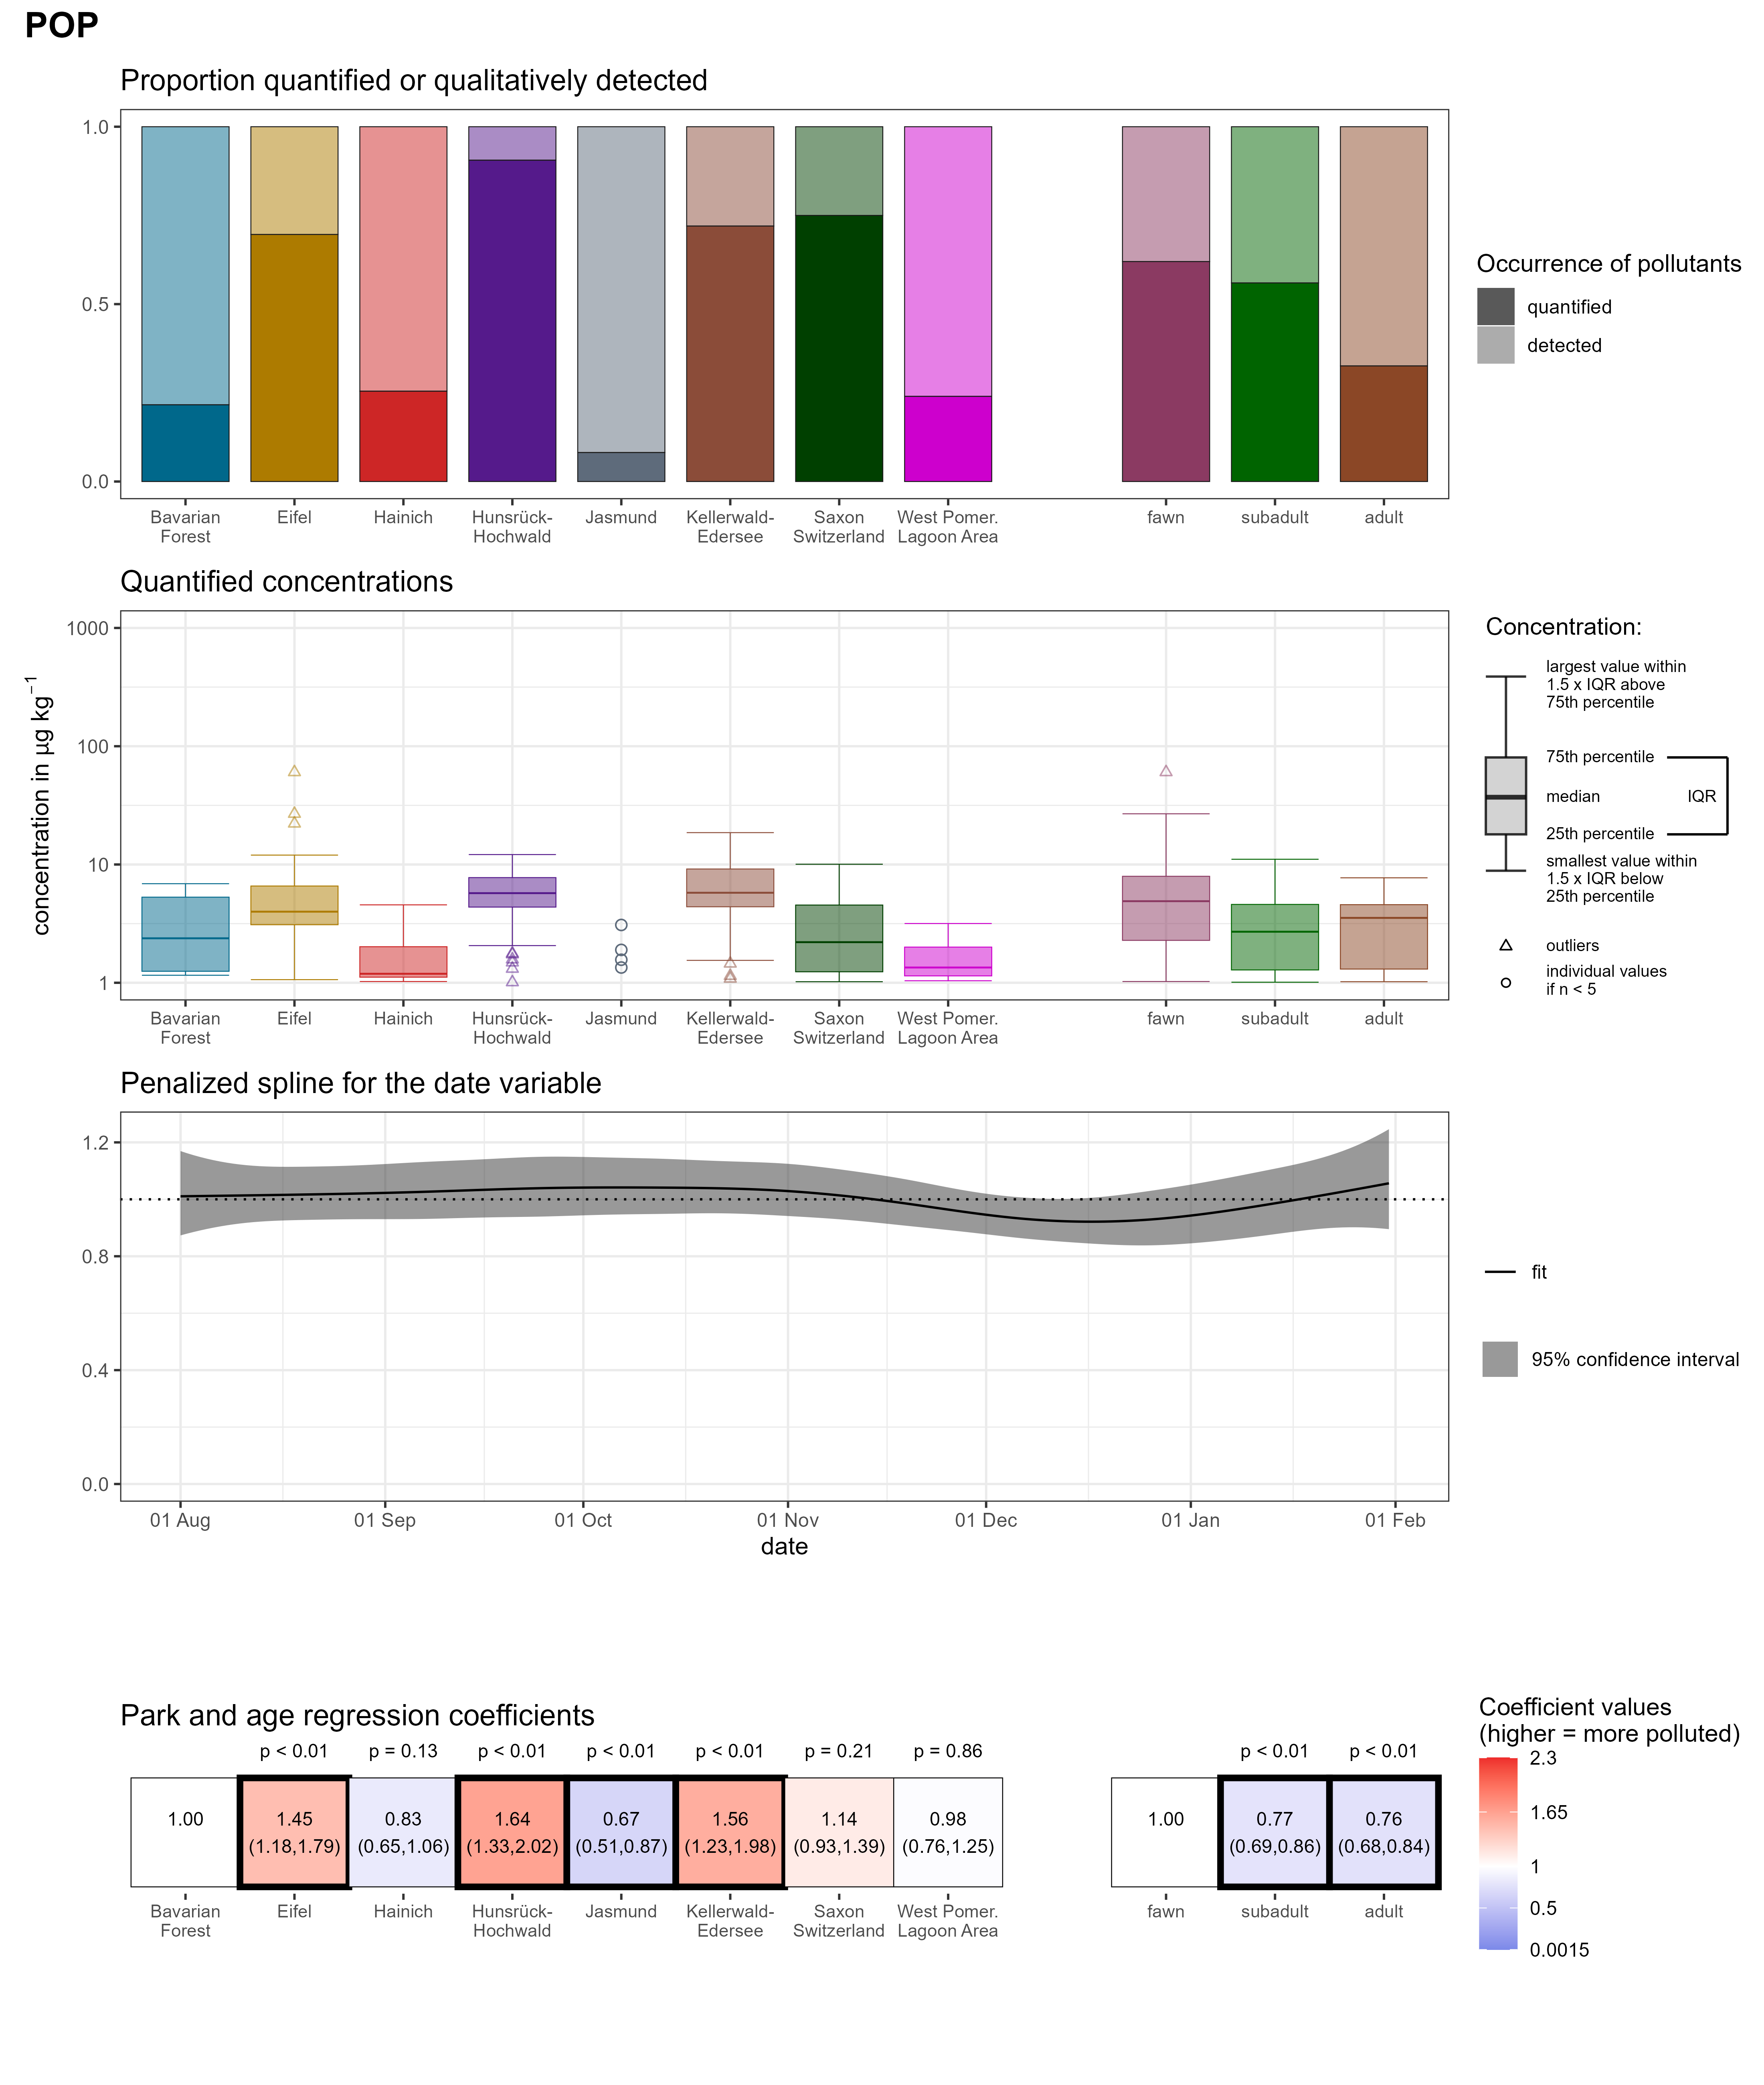 POP
Proportion quantified or qualitatively detected
1.0
0.5
0.0
Bavarian
Forest
Eifel
Hainich
Hunsrück-
Hochwald
Jasmund
Kellerwald-
Edersee
Saxon
Switzerland
West Pomer.
Lagoon Area
fawn
subadult
adult
Occurrence of pollutants
quantified
detected
Quantified concentrations
concentration in µg kg⁻¹
1000
100
10
1
Bavarian
Forest
Eifel
Hainich
Hunsrück-
Hochwald
Jasmund
Kellerwald-
Edersee
Saxon
Switzerland
West Pomer.
Lagoon Area
fawn
subadult
adult
Concentration:
largest value within
1.5 x IQR above
75th percentile
75th percentile
median
IQR
25th percentile
smallest value within
1.5 x IQR below
25th percentile
outliers
individual values
if n < 5
Penalized spline for the date variable
1.2
0.8
0.4
0.0
01 Aug
01 Sep
01 Oct
01 Nov
01 Dec
01 Jan
01 Feb
date
fit
95% confidence interval
Park and age regression coefficients
p < 0.01
p = 0.13
p < 0.01
p < 0.01
p < 0.01
p = 0.21
p = 0.86
p < 0.01
p < 0.01
1.00
1.45
(1.18,1.79)
0.83
(0.65,1.06)
1.64
(1.33,2.02)
0.67
(0.51,0.87)
1.56
(1.23,1.98)
1.14
(0.93,1.39)
0.98
(0.76,1.25)
1.00
0.77
(0.69,0.86)
0.76
(0.68,0.84)
Bavarian
Forest
Eifel
Hainich
Hunsrück-
Hochwald
Jasmund
Kellerwald-
Edersee
Saxon
Switzerland
West Pomer.
Lagoon Area
fawn
subadult
adult
Coefficient values
(higher = more polluted)
2.3
1.65
1
0.5
0.0015